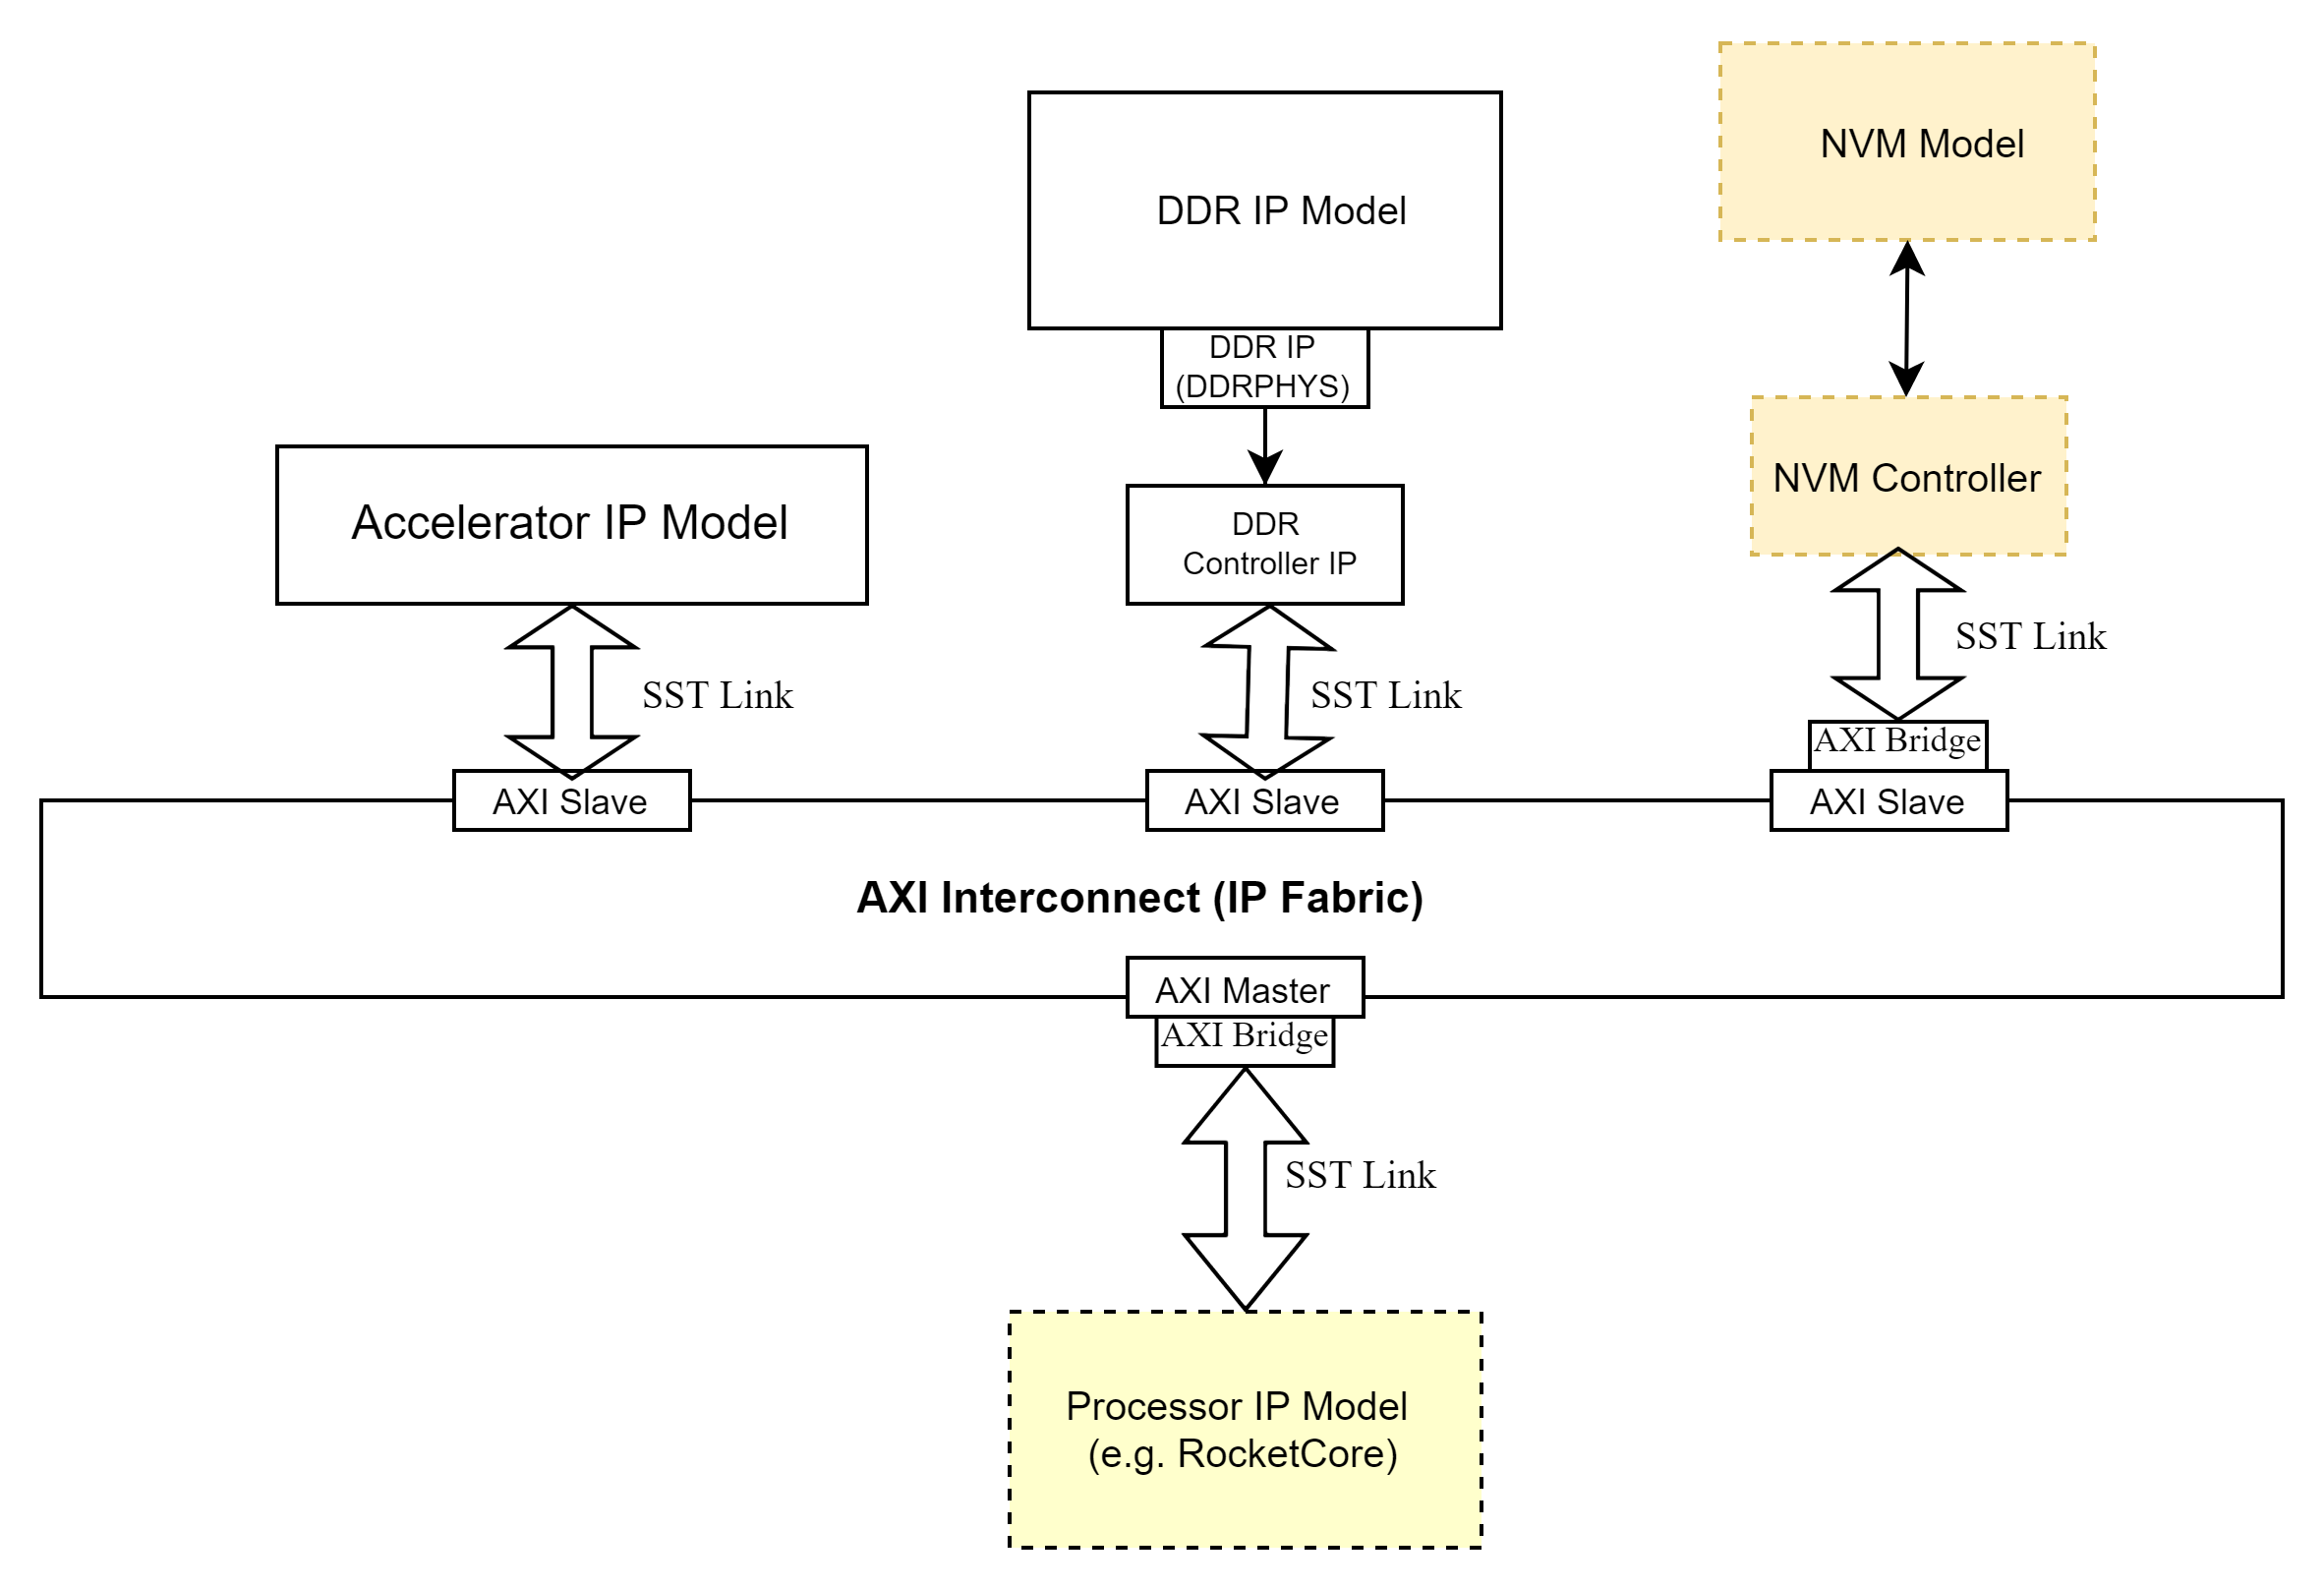 NVM Model
DDR IP Model
DDR IP
(DDRPHYS)
NVM Controller
Accelerator IP Model
DDR
Controller IP
SST Link
SST Link
SST Link
AXI Bridge
AXI Slave
AXI Slave
AXI Slave
AXI Interconnect (IP Fabric)
AXI Master
AXI Bridge
SST Link
Processor IP Model
(e.g. RocketCore)